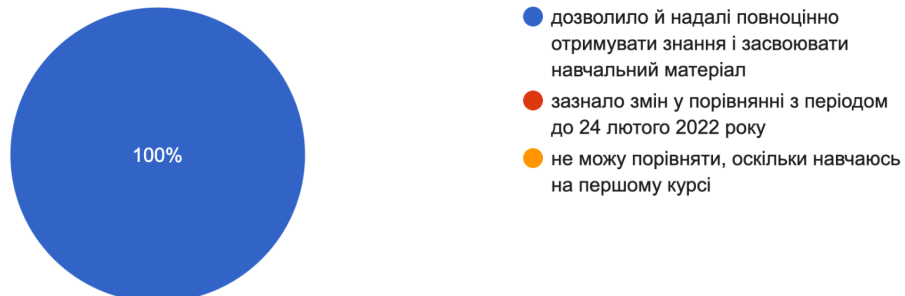 100%
дозволило й надалі повноцінно
отримувати знання і засвоювати
навчальний матеріал
зазнало змін у порівнянні з періодом
до 24 лютого 2022 року
не можу порівняти, оскільки навчаюсь
на першому курсі